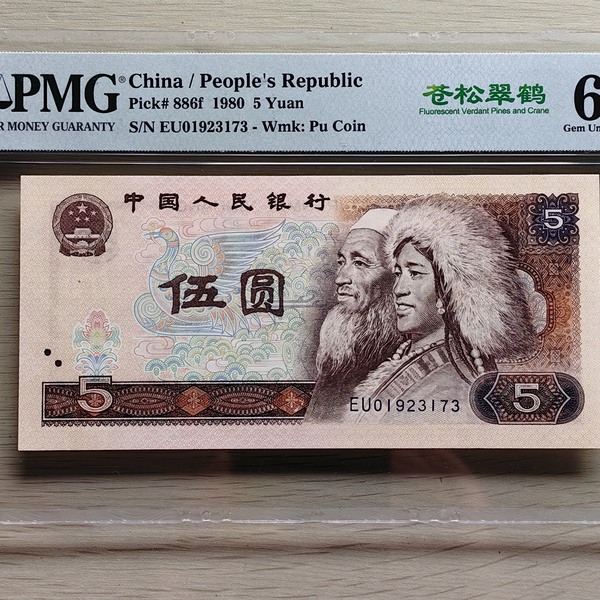 PMG® China / People's Republic
Pick# 886f 1980 5 Yuan
MONEY GUARANTY S/N EU01923173 - Wmk: Pu Coin
苍松翠鹤
Fluorescent Verdant Pines and Crane
6
Gem Un
中国人民银行
5
伍圆
5
EU01923173
5